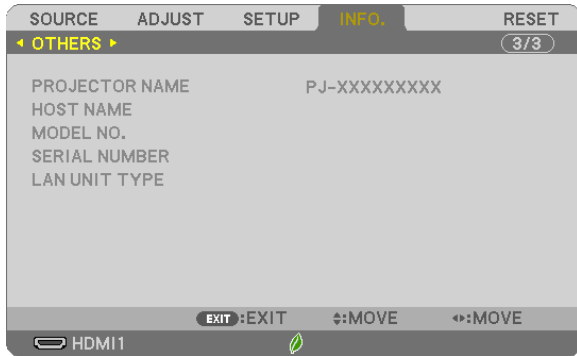 SOURCE ADJUST SETUP INFO. RESET
OTHERS 3/3
PROJECTOR NAME PJ-XXXXXXXXX
HOST NAME
MODEL NO.
SERIAL NUMBER
LAN UNIT TYPE
EXIT :EXIT :MOVE :MOVE
HDMI1